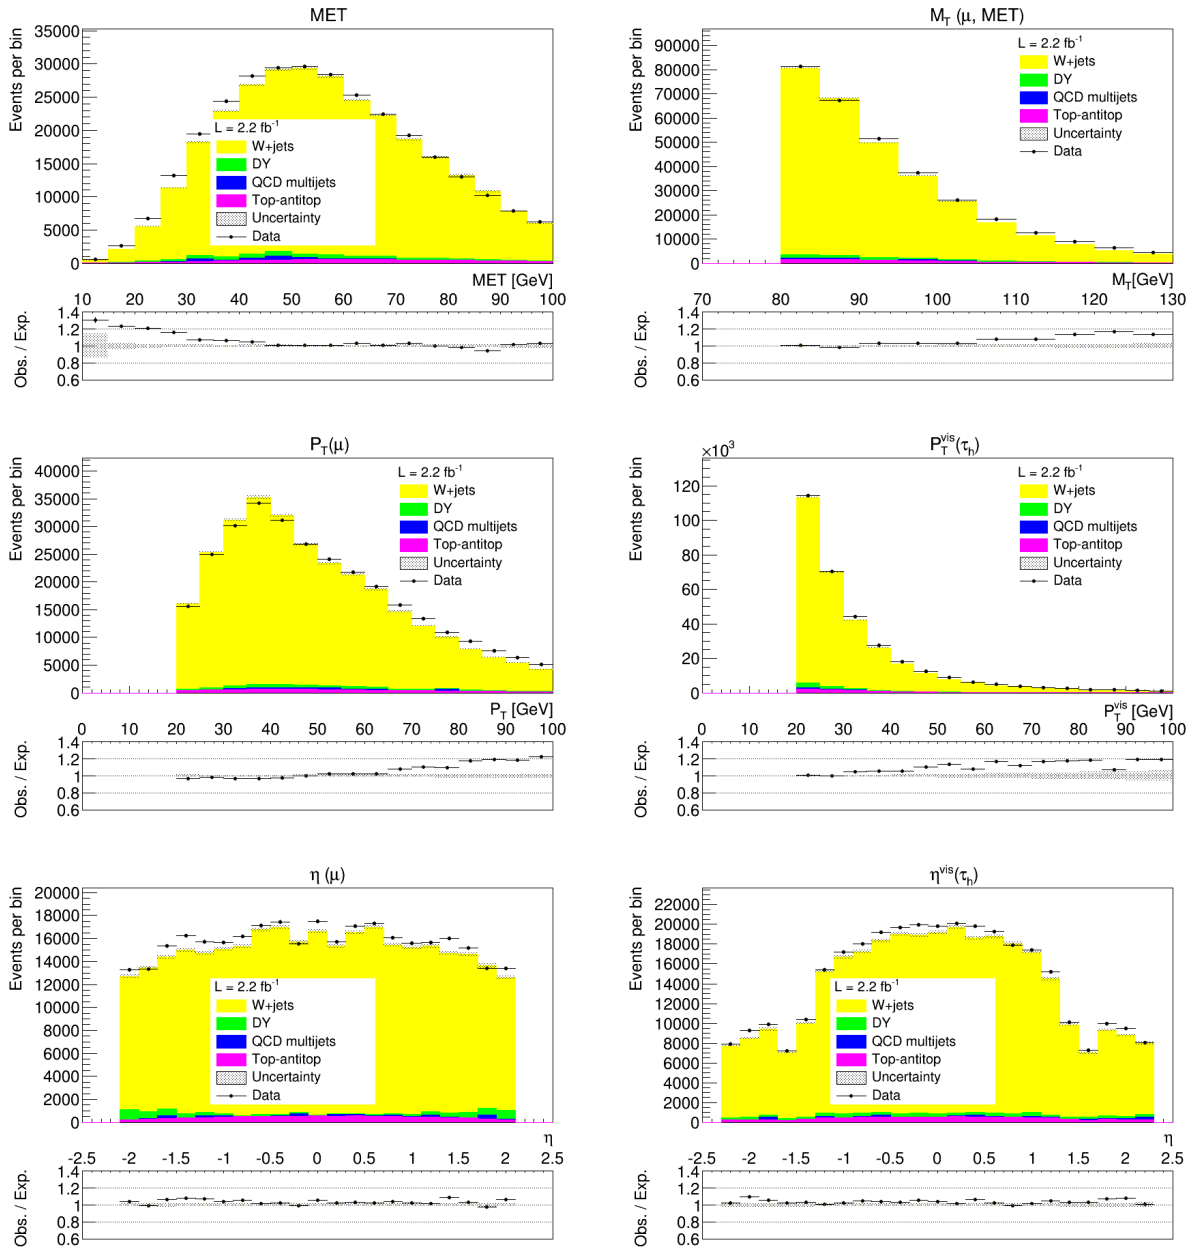 MET
Events per bin
35000
30000
25000
20000
15000
10000
5000
0
L = 2.2 fb⁻¹
W+jets
DY
QCD multijets
Top-antitop
Uncertainty
Data
MET [GeV]
10 20 30 40 50 60 70 80 90 100
Obs. / Exp.
1.4
1.2
1
0.8
0.6
M_T (μ, MET)
Events per bin
90000
80000
70000
60000
50000
40000
30000
20000
10000
0
L = 2.2 fb⁻¹
W+jets
DY
QCD multijets
Top-antitop
Uncertainty
Data
M_T[GeV]
70 80 90 100 110 120 130
Obs. / Exp.
1.4
1.2
1
0.8
0.6
P_T(μ)
Events per bin
40000
35000
30000
25000
20000
15000
10000
5000
0
L = 2.2 fb⁻¹
W+jets
DY
QCD multijets
Top-antitop
Uncertainty
Data
P_T [GeV]
0 10 20 30 40 50 60 70 80 90 100
Obs. / Exp.
1.4
1.2
1
0.8
0.6
P_T^vis(τ_h)
×10³
Events per bin
120
100
80
60
40
20
0
L = 2.2 fb⁻¹
W+jets
DY
QCD multijets
Top-antitop
Uncertainty
Data
P_T^vis[GeV]
0 10 20 30 40 50 60 70 80 90 100
Obs. / Exp.
1.4
1.2
1
0.8
0.6
η (μ)
Events per bin
20000
18000
16000
14000
12000
10000
8000
6000
4000
2000
0
L = 2.2 fb⁻¹
W+jets
DY
QCD multijets
Top-antitop
Uncertainty
Data
η
-2.5 -2 -1.5 -1 -0.5 0 0.5 1 1.5 2 2.5
Obs. / Exp.
1.4
1.2
1
0.8
0.6
η^vis(τ_h)
Events per bin
22000
20000
18000
16000
14000
12000
10000
8000
6000
4000
2000
0
L = 2.2 fb⁻¹
W+jets
DY
QCD multijets
Top-antitop
Uncertainty
Data
η
-2.5 -2 -1.5 -1 -0.5 0 0.5 1 1.5 2 2.5
Obs. / Exp.
1.4
1.2
1
0.8
0.6